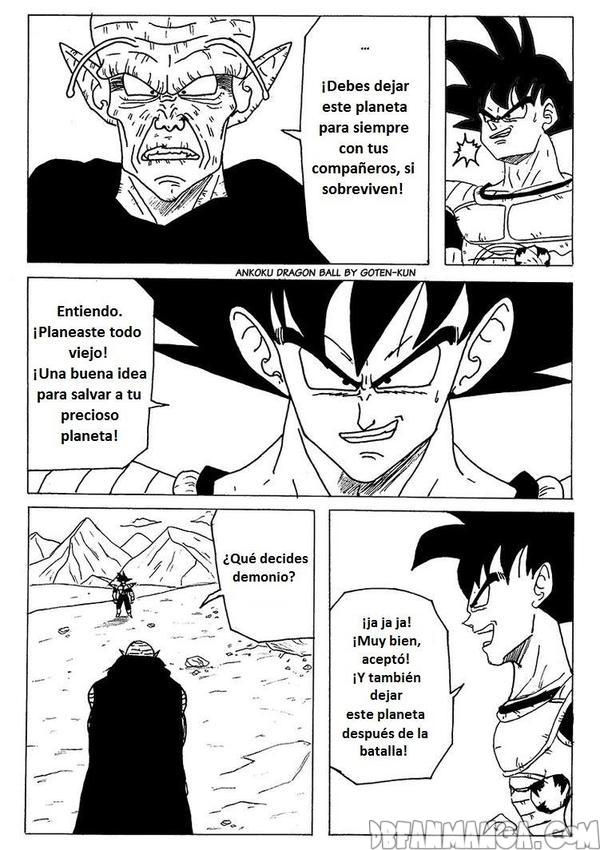 ...
¡Debes dejar
este planeta
para siempre
con tus
compañeros, si
sobreviven!
ANKOKU DRAGON BALL BY GOTEN-KUN
Entiendo.
¡Planeaste todo
viejo!
¡Una buena idea
para salvar a tu
precioso
planeta!
¿Qué decides
demonio?
¡ja ja ja!
¡Muy bien,
aceptó!
¡Y también
dejar
este planeta
después de la
batalla!
DBFANMANGA.COM